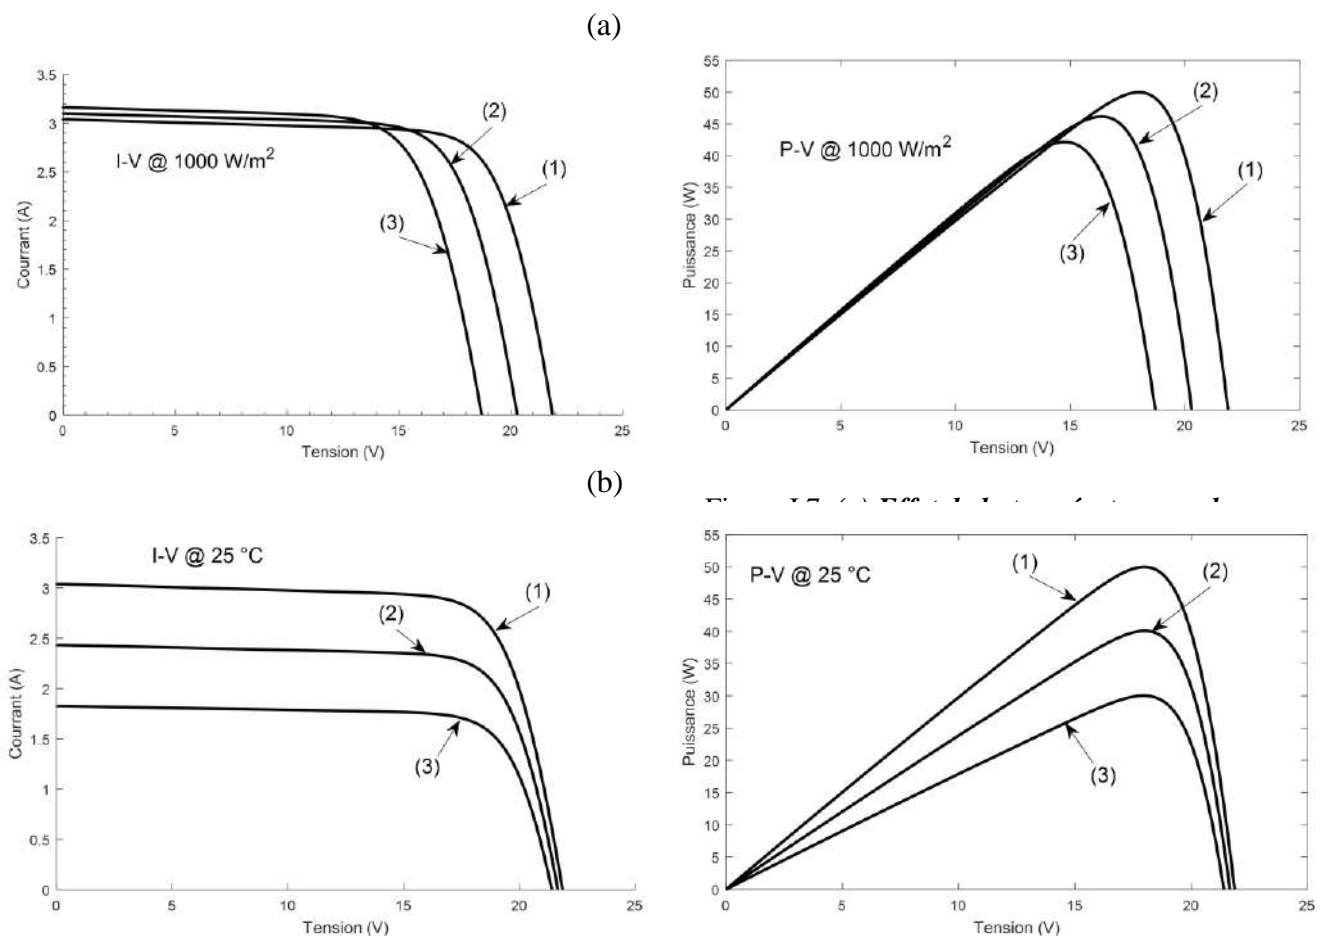 (a)
3.5
3
2.5
2
1.5
1
0.5
0
0 5 10 15 20 25
Courrant (A)
Tension (V)
I-V @ 1000 W/m²
(1)
(2)
(3)
55
50
45
40
35
30
25
20
15
10
5
0
0 5 10 15 20 25
Puissance (W)
Tension (V)
P-V @ 1000 W/m²
(2)
(1)
(3)
(b)
3.5
3
2.5
2
1.5
1
0.5
0
0 5 10 15 20 25
Courrant (A)
Tension (V)
I-V @ 25 °C
(1)
(2)
(3)
55
50
45
40
35
30
25
20
15
10
5
0
0 5 10 15 20 25
Puissance (W)
Tension (V)
P-V @ 25 °C
(1)
(2)
(3)